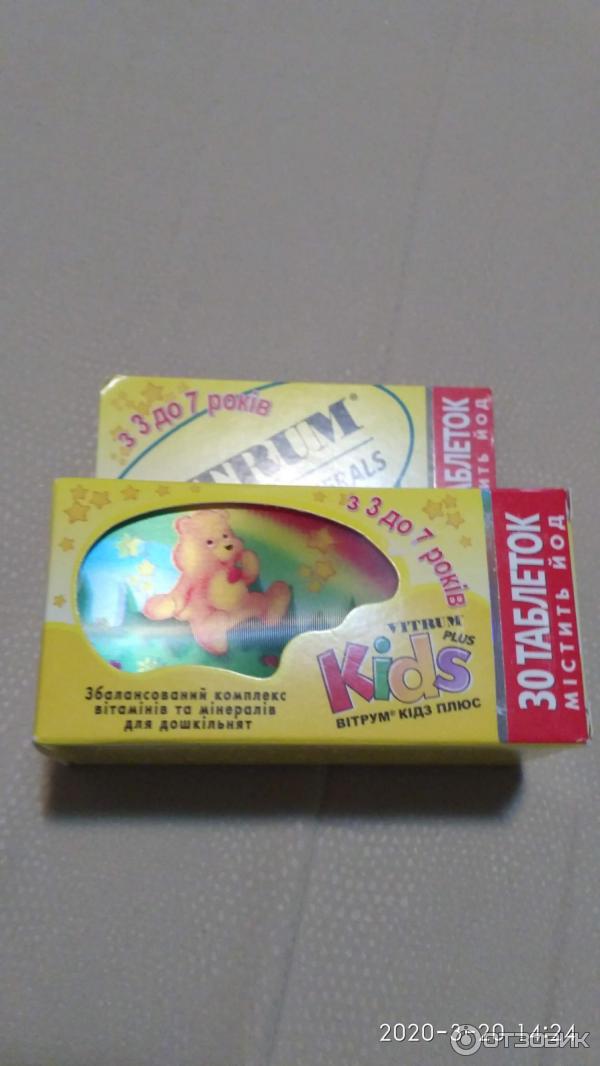 з 3 до 7 років
VITRUM®
ТАБЛЕТОК
МІСТИТЬ ЙОД
з 3 до 7 років
VITRUM®
Kids PLUS
ВІТРУМ® КІДЗ ПЛЮС
Збалансований комплекс
вітамінів та мінералів
для дошкільнят
30 ТАБЛЕТОК
МІСТИТЬ ЙОД
2020-3-20 14:24
ОТЗОВИК